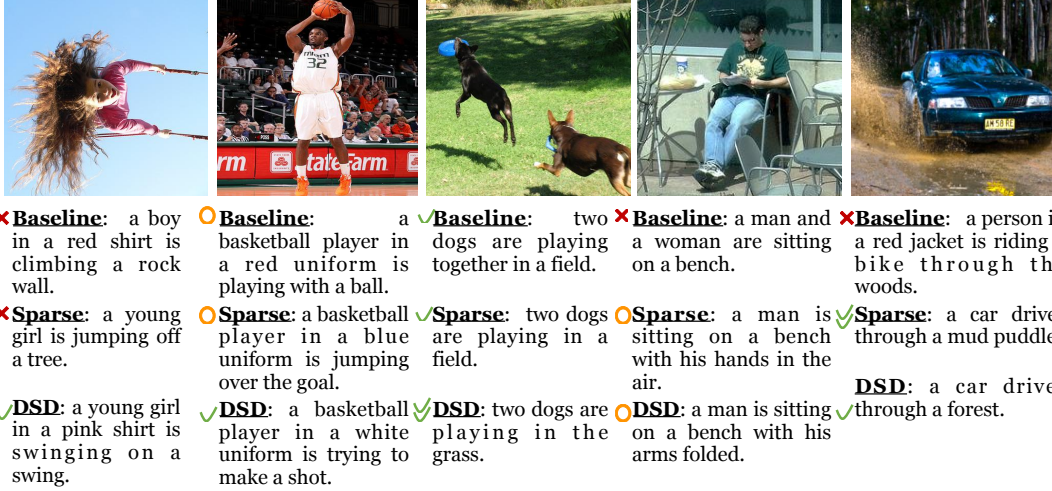 MIAMI
32
rm
StateFarm
Baseline: a boy
in a red shirt is
climbing a rock
wall.
Sparse: a young
girl is jumping off
a tree.
DSD: a young girl
in a pink shirt is
swinging on a
swing.
Baseline: a
basketball player in
a red uniform is
playing with a ball.
Sparse: a basketball
player in a blue
uniform is jumping
over the goal.
DSD: a basketball
player in a white
uniform is trying to
make a shot.
Baseline: two
dogs are playing
together in a field.
Sparse: two dogs
are playing in a
field.
DSD: two dogs are
playing in the
grass.
Baseline: a man and
a woman are sitting
on a bench.
Sparse: a man is
sitting on a bench
with his hands in the
air.
DSD: a man is sitting
on a bench with his
arms folded.
Baseline: a person i
a red jacket is riding
bike through th
woods.
Sparse: a car drive
through a mud puddle
DSD: a car drive
through a forest.